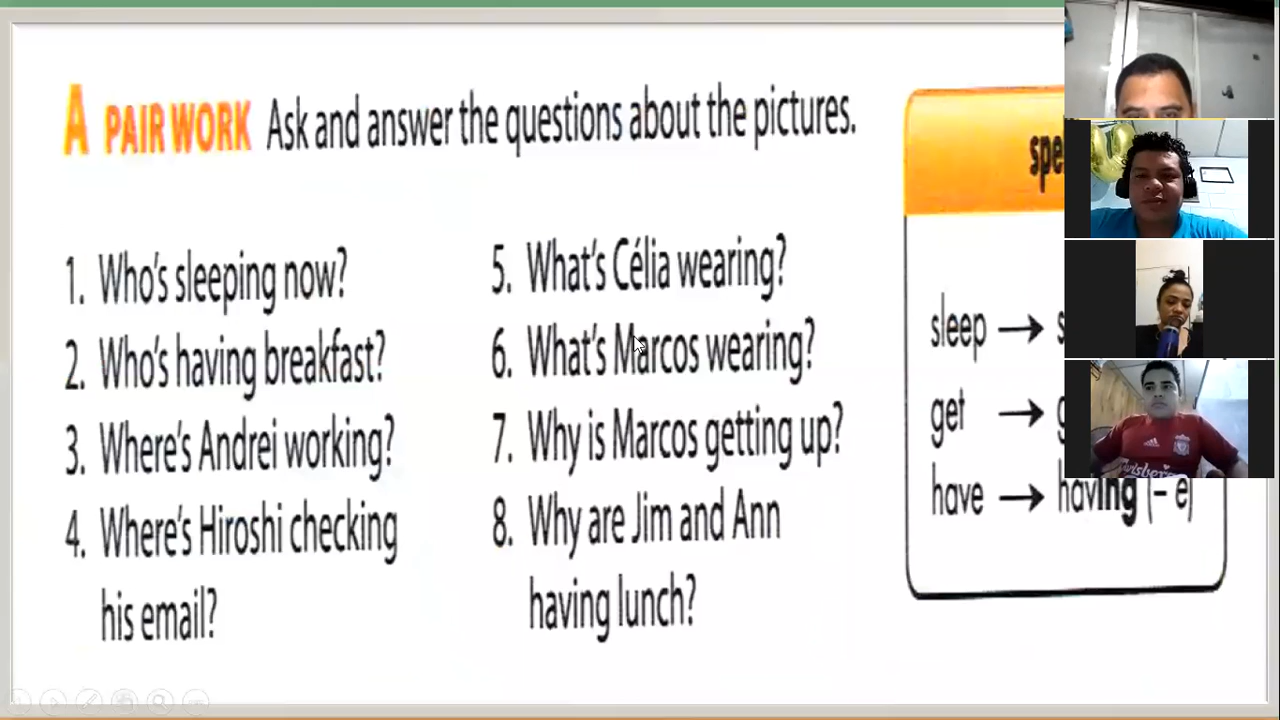 A PAIR WORK Ask and answer the questions about the pictures.
1. Who's sleeping now?
2. Who's having breakfast?
3. Where's Andrei working?
4. Where's Hiroshi checking
his email?
5. What's Célia wearing?
6. What's Marcos wearing?
7. Why is Marcos getting up?
8. Why are Jim and Ann
having lunch?
sleep →
get →
have → having (– e)